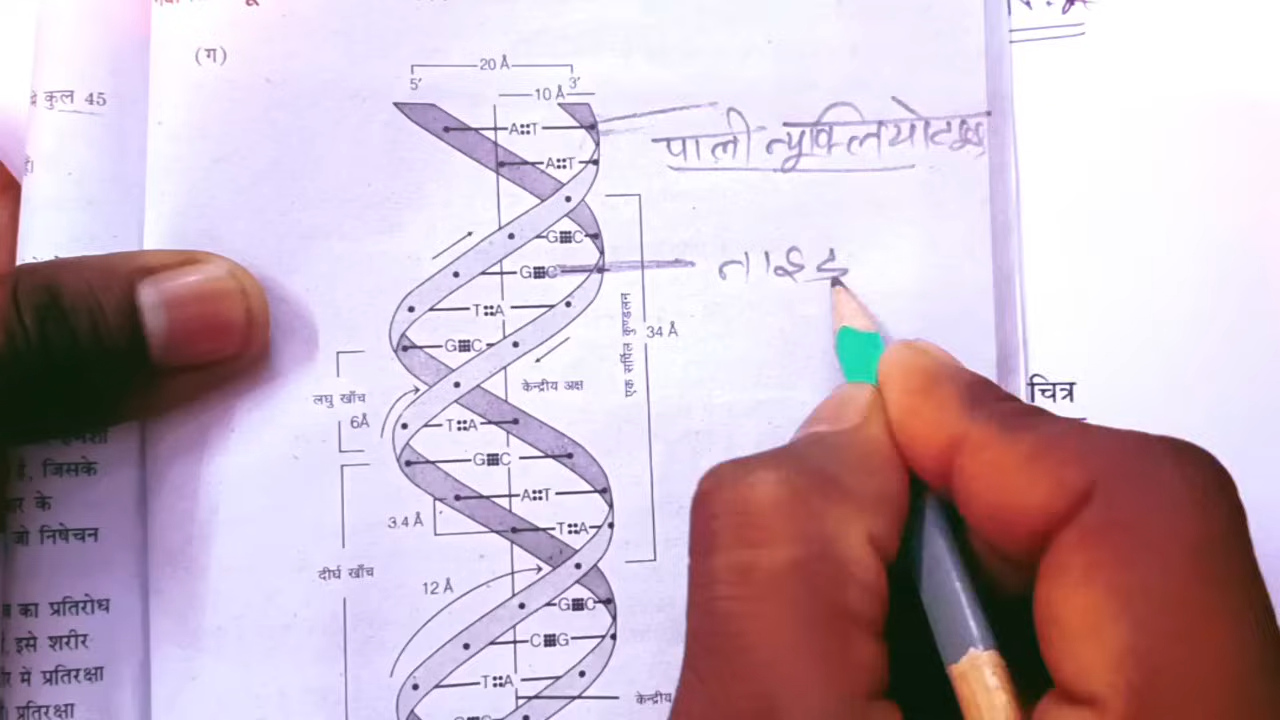 (ग)
20 Å
5′ 3′
10 Å
A::T
पाली न्यूक्लियोटाइड
A::T
G⁝⁝⁝C
G⁝⁝⁝C
नाइट
T::A
एक सर्पिल कुण्डलन
34 Å
G⁝⁝⁝C
लघु खाँच
केन्द्रीय अक्ष
6Å
T::A
G⁝⁝⁝C
A::T
3.4 Å
T::A
दीर्घ खाँच
12 Å
G⁝⁝⁝C
C⁝⁝⁝G
T::A
केन्द्रीय
कुल 45
है, जिसके
के
जो निषेचन
का प्रतिरोध
इसे शरीर
में प्रतिरक्षा
प्रतिरक्षा
चित्र